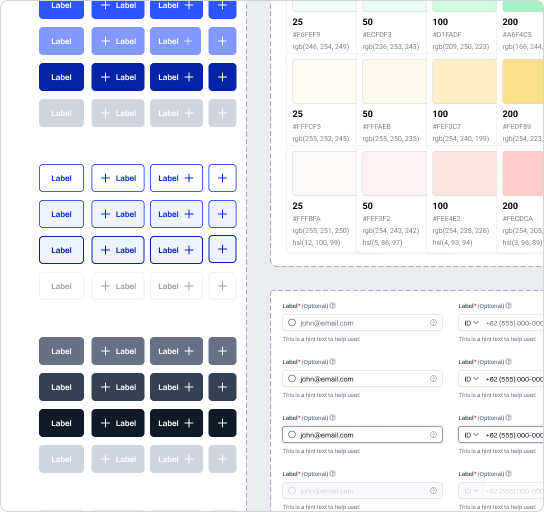 Label Label Label
Label Label Label
Label Label Label
Label Label Label
Label Label Label
Label Label Label
Label Label Label
Label Label Label
Label Label Label
Label Label Label
Label Label Label
Label Label Label
25 50 100 200
#F6FEF9 #ECFDF3 #D1FADF #A6F4C5
rgb(246, 254, 249) rgb(236, 253, 243) rgb(209, 250, 223) rgb(166, 244,
25 50 100 200
#FFFCF5 #FFFAEB #FEF0C7 #FEDF89
rgb(255, 252, 245) rgb(255, 250, 235) rgb(254, 240, 199) rgb(254, 223,
25 50 100 200
#FFFBFA #FEF3F2 #FEE4E2 #FECDCA
rgb(255, 251, 250) rgb(254, 243, 242) rgb(254, 228, 226) rgb(254, 205,
hsl(12, 100, 99) hsl(5, 86, 97) hsl(4, 93, 94) hsl(3, 96, 89)
Label* (Optional) Label* (Optional)
john@email.com ID +62 (555) 000-00
This is a hint text to help user. This is a hint text to help user.
Label* (Optional) Label* (Optional)
john@email.com ID +62 (555) 000-00
This is a hint text to help user. This is a hint text to help user.
Label* (Optional) Label* (Optional)
john@email.com ID +62 (555) 000-00
This is a hint text to help user. This is a hint text to help user.
Label* (Optional) Label* (Optional)
john@email.com ID +62 (555) 000-00
This is a hint text to help user. This is a hint text to help user.